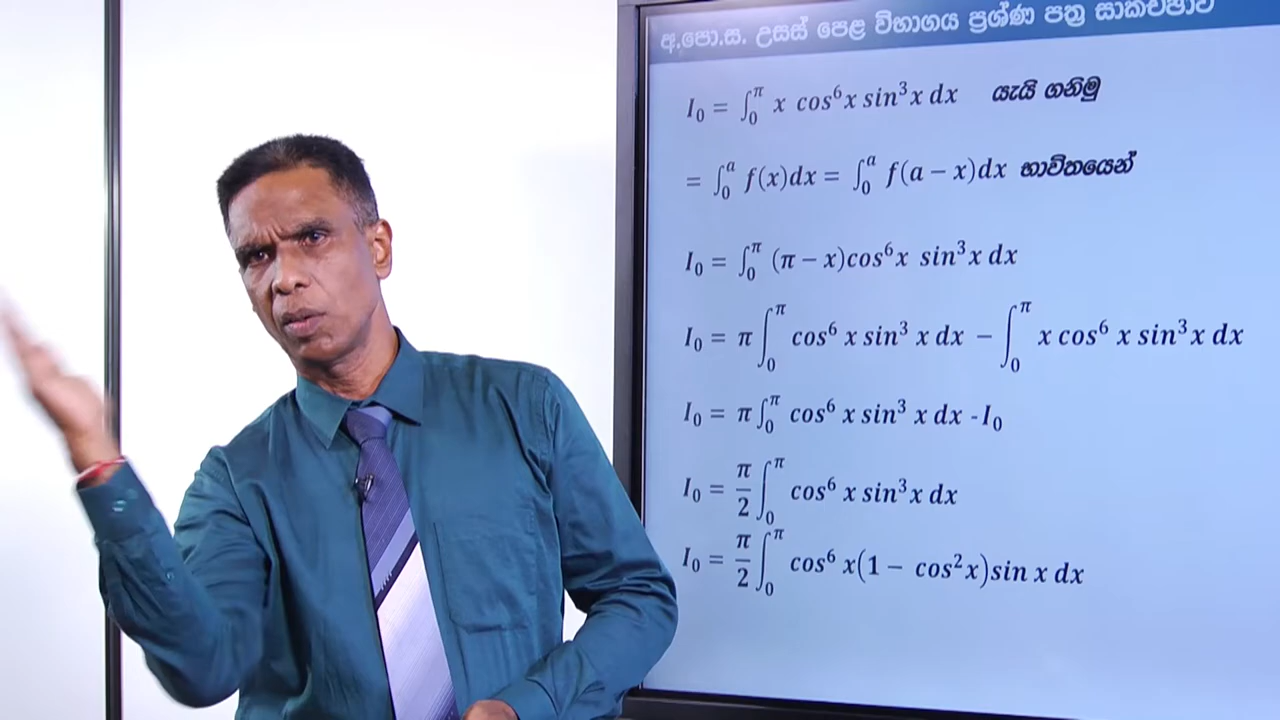 අ.පො.ස. උසස් පෙළ විභාගය ප්‍රශ්ණ පත්‍ර සාකච්ඡාව
I₀ = ∫₀^π x cos⁶x sin³x dx යැයි ගනිමු
= ∫₀^a f(x)dx = ∫₀^a f(a − x)dx භාවිතයෙන්
I₀ = ∫₀^π (π − x)cos⁶x sin³x dx
I₀ = π ∫₀^π cos⁶ x sin³ x dx − ∫₀^π x cos⁶ x sin³x dx
I₀ = π ∫₀^π cos⁶ x sin³ x dx -I₀
I₀ = π/2 ∫₀^π cos⁶ x sin³x dx
I₀ = π/2 ∫₀^π cos⁶ x(1 − cos²x)sin x dx